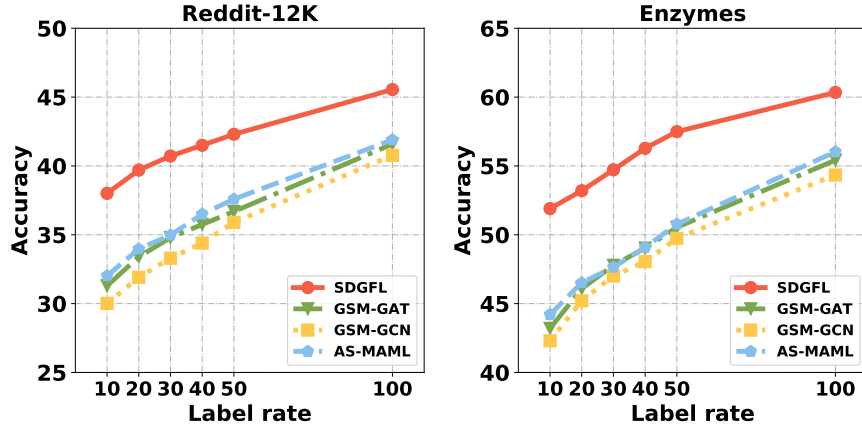 Reddit-12K
50
45
40
35
30
25
Accuracy
10 20 30 40 50 100
Label rate
SDGFL
GSM-GAT
GSM-GCN
AS-MAML
Enzymes
65
60
55
50
45
40
Accuracy
10 20 30 40 50 100
Label rate
SDGFL
GSM-GAT
GSM-GCN
AS-MAML